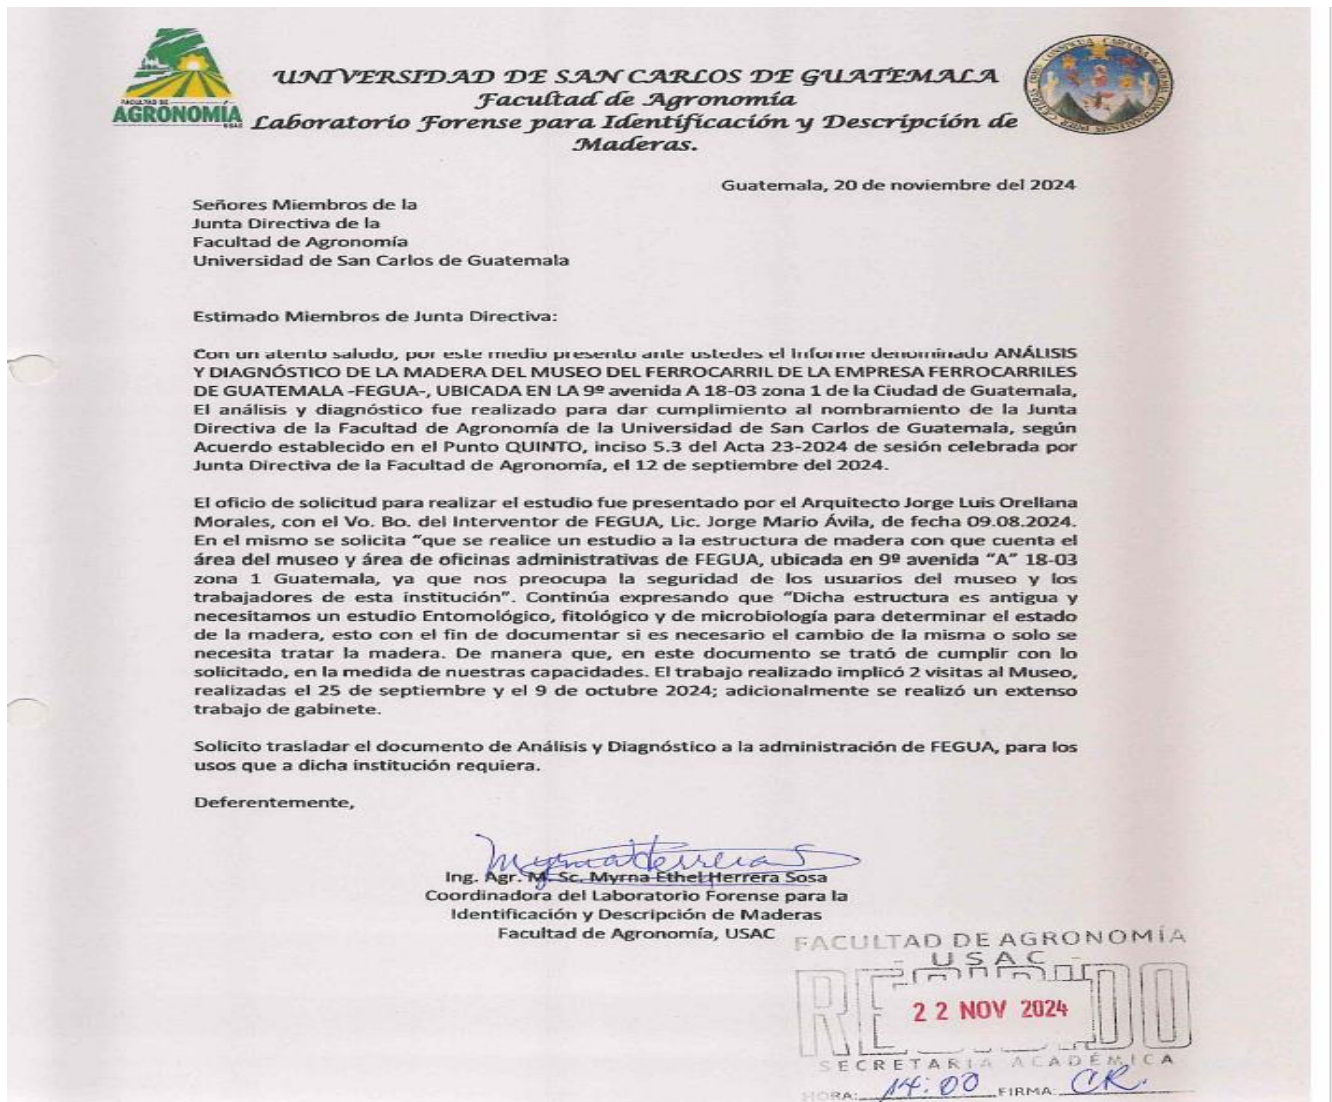 FACULTAD DE
AGRONOMÍA
USAC
UNIVERSIDAD DE SAN CARLOS DE GUATEMALA
Facultad de Agronomía
Laboratorio Forense para Identificación y Descripción de
Maderas.
Guatemala, 20 de noviembre del 2024
Señores Miembros de la
Junta Directiva de la
Facultad de Agronomía
Universidad de San Carlos de Guatemala
Estimado Miembros de Junta Directiva:
Con un atento saludo, por este medio presento ante ustedes el Informe denominado ANÁLISIS
Y DIAGNÓSTICO DE LA MADERA DEL MUSEO DEL FERROCARRIL DE LA EMPRESA FERROCARRILES
DE GUATEMALA -FEGUA-, UBICADA EN LA 9º avenida A 18-03 zona 1 de la Ciudad de Guatemala,
El análisis y diagnóstico fue realizado para dar cumplimiento al nombramiento de la Junta
Directiva de la Facultad de Agronomía de la Universidad de San Carlos de Guatemala, según
Acuerdo establecido en el Punto QUINTO, inciso 5.3 del Acta 23-2024 de sesión celebrada por
Junta Directiva de la Facultad de Agronomía, el 12 de septiembre del 2024.
El oficio de solicitud para realizar el estudio fue presentado por el Arquitecto Jorge Luis Orellana
Morales, con el Vo. Bo. del Interventor de FEGUA, Lic. Jorge Mario Ávila, de fecha 09.08.2024.
En el mismo se solicita “que se realice un estudio a la estructura de madera con que cuenta el
área del museo y área de oficinas administrativas de FEGUA, ubicada en 9º avenida “A” 18-03
zona 1 Guatemala, ya que nos preocupa la seguridad de los usuarios del museo y los
trabajadores de esta institución”. Continúa expresando que “Dicha estructura es antigua y
necesitamos un estudio Entomológico, fitológico y de microbiología para determinar el estado
de la madera, esto con el fin de documentar si es necesario el cambio de la misma o solo se
necesita tratar la madera. De manera que, en este documento se trató de cumplir con lo
solicitado, en la medida de nuestras capacidades. El trabajo realizado implicó 2 visitas al Museo,
realizadas el 25 de septiembre y el 9 de octubre 2024; adicionalmente se realizó un extenso
trabajo de gabinete.
Solicito trasladar el documento de Análisis y Diagnóstico a la administración de FEGUA, para los
usos que a dicha institución requiera.
Deferentemente,
Myrna Herrera S
Ing. Agr. M. Sc. Myrna Ethel Herrera Sosa
Coordinadora del Laboratorio Forense para la
Identificación y Descripción de Maderas
Facultad de Agronomía, USAC
FACULTAD DE AGRONOMÍA
- USAC -
RECIBIDO
22 NOV 2024
SECRETARIA ACADÉMICA
HORA: 14:00 FIRMA: CR.